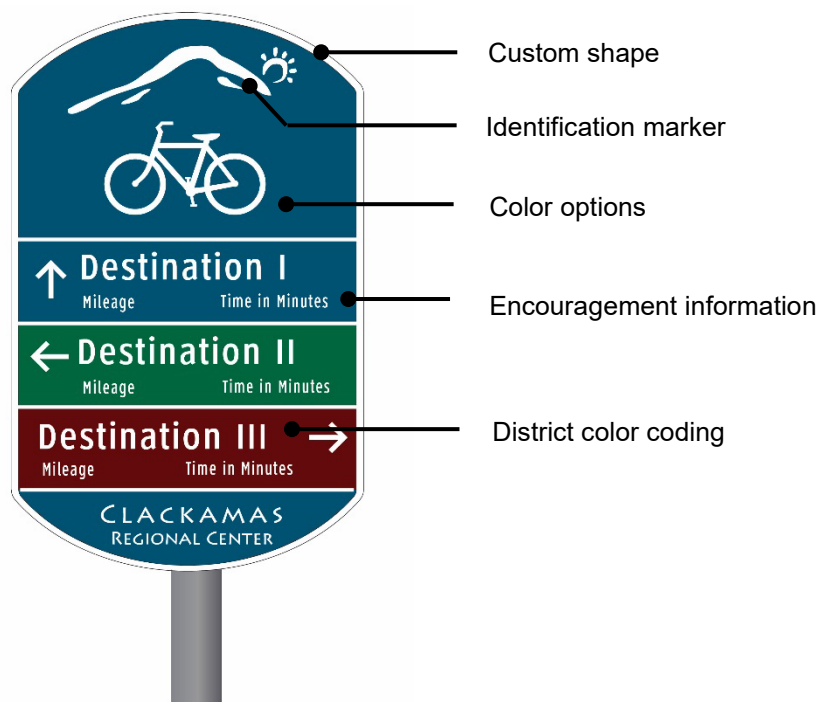 Custom shape
Identification marker
Color options
Destination I
Mileage Time in Minutes
Encouragement information
Destination II
Mileage Time in Minutes
Destination III
Mileage Time in Minutes
District color coding
CLACKAMAS
REGIONAL CENTER